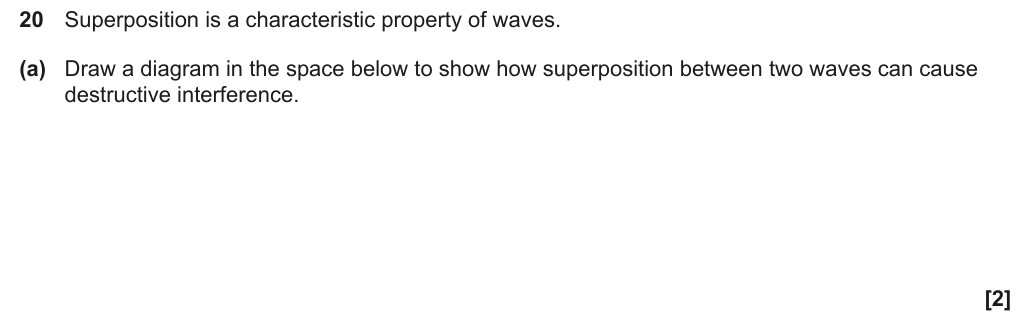 20 Superposition is a characteristic property of waves.
(a) Draw a diagram in the space below to show how superposition between two waves can cause
destructive interference.
[2]